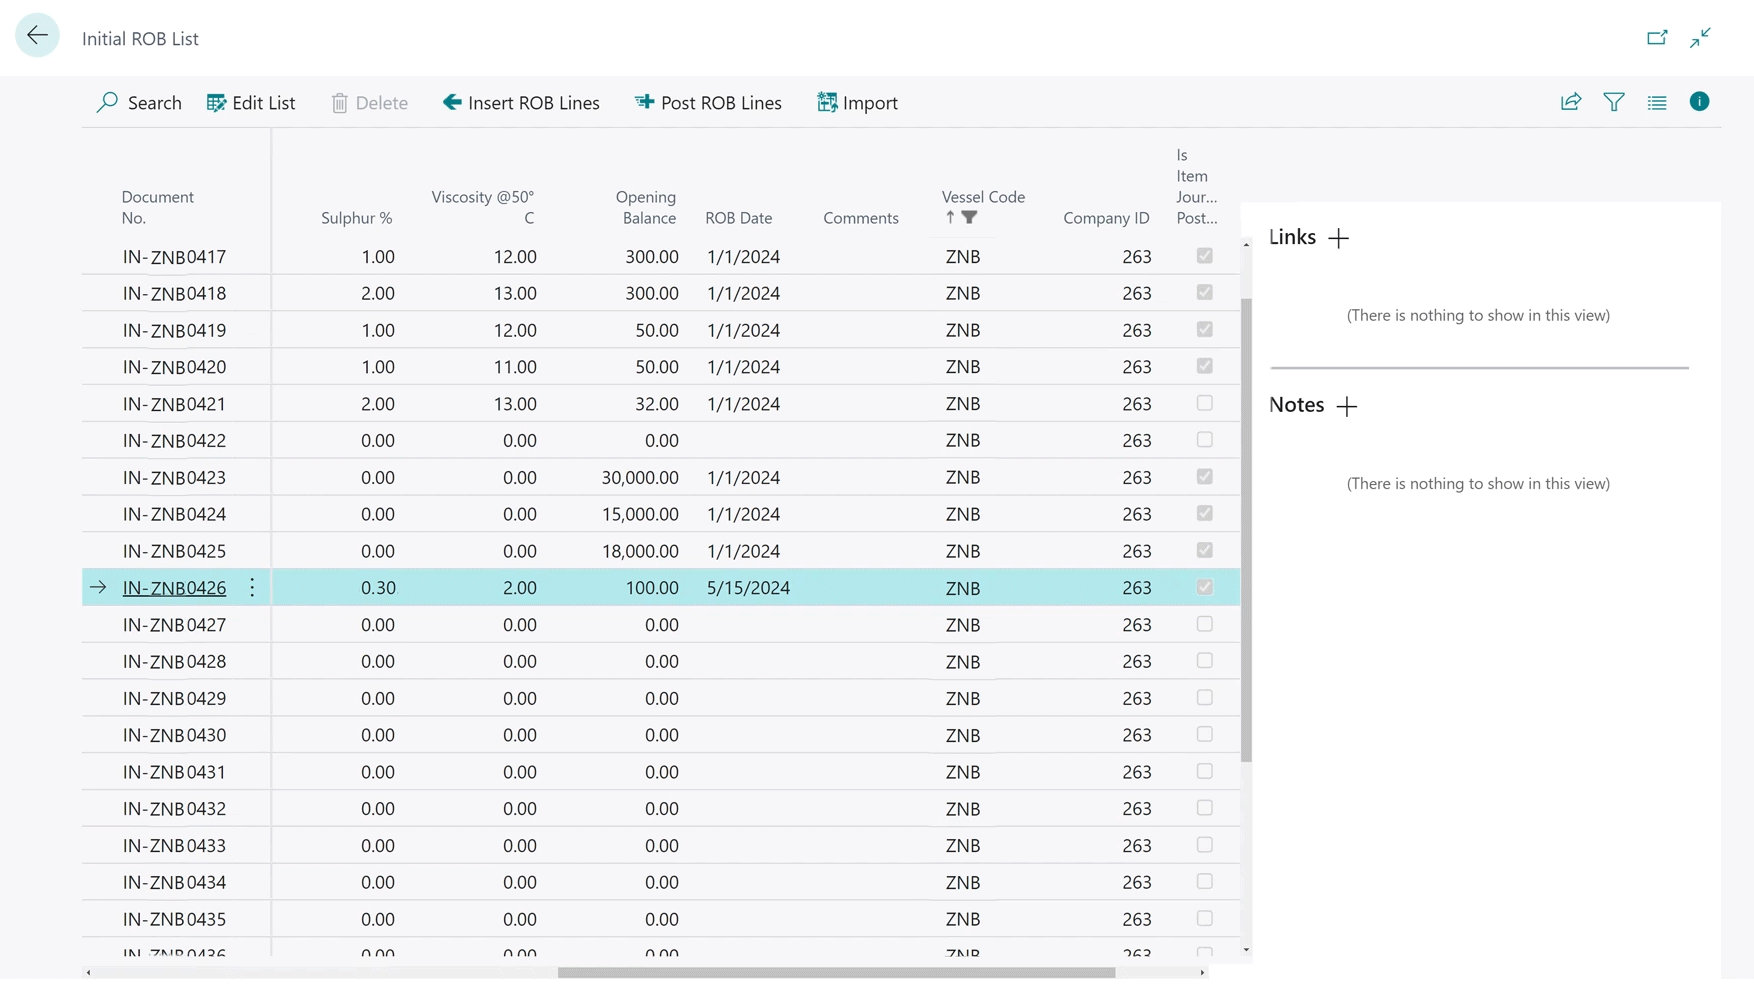 Initial ROB List
Search Edit List Delete Insert ROB Lines Post ROB Lines Import
Document No. Sulphur % Viscosity @50° C Opening Balance ROB Date Comments Vessel Code Company ID Is Item Jour... Post...
IN-ZNB0417 1.00 12.00 300.00 1/1/2024 ZNB 263
IN-ZNB0418 2.00 13.00 300.00 1/1/2024 ZNB 263
IN-ZNB0419 1.00 12.00 50.00 1/1/2024 ZNB 263
IN-ZNB0420 1.00 11.00 50.00 1/1/2024 ZNB 263
IN-ZNB0421 2.00 13.00 32.00 1/1/2024 ZNB 263
IN-ZNB0422 0.00 0.00 0.00 ZNB 263
IN-ZNB0423 0.00 0.00 30,000.00 1/1/2024 ZNB 263
IN-ZNB0424 0.00 0.00 15,000.00 1/1/2024 ZNB 263
IN-ZNB0425 0.00 0.00 18,000.00 1/1/2024 ZNB 263
IN-ZNB0426 0.30 2.00 100.00 5/15/2024 ZNB 263
IN-ZNB0427 0.00 0.00 0.00 ZNB 263
IN-ZNB0428 0.00 0.00 0.00 ZNB 263
IN-ZNB0429 0.00 0.00 0.00 ZNB 263
IN-ZNB0430 0.00 0.00 0.00 ZNB 263
IN-ZNB0431 0.00 0.00 0.00 ZNB 263
IN-ZNB0432 0.00 0.00 0.00 ZNB 263
IN-ZNB0433 0.00 0.00 0.00 ZNB 263
IN-ZNB0434 0.00 0.00 0.00 ZNB 263
IN-ZNB0435 0.00 0.00 0.00 ZNB 263
IN-ZNB0436 0.00 0.00 0.00 ZNB 263
Links
(There is nothing to show in this view)
Notes
(There is nothing to show in this view)